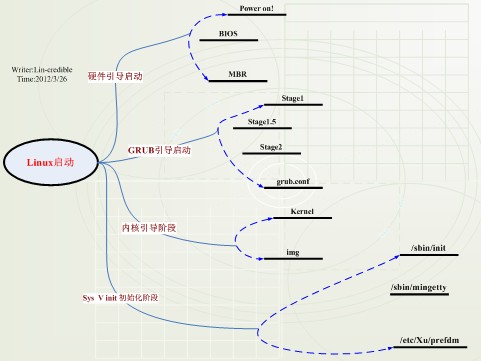 Power on!
BIOS
Writer:Lin-credible
Time:2012/3/26
硬件引导启动
MBR
Stage1
Stage1.5
GRUB引导启动
Stage2
Linux启动
grub.conf
Kernel
内核引导阶段
img
/sbin/init
/sbin/mingetty
Sys V init 初始化阶段
/etc/Xu/prefdm